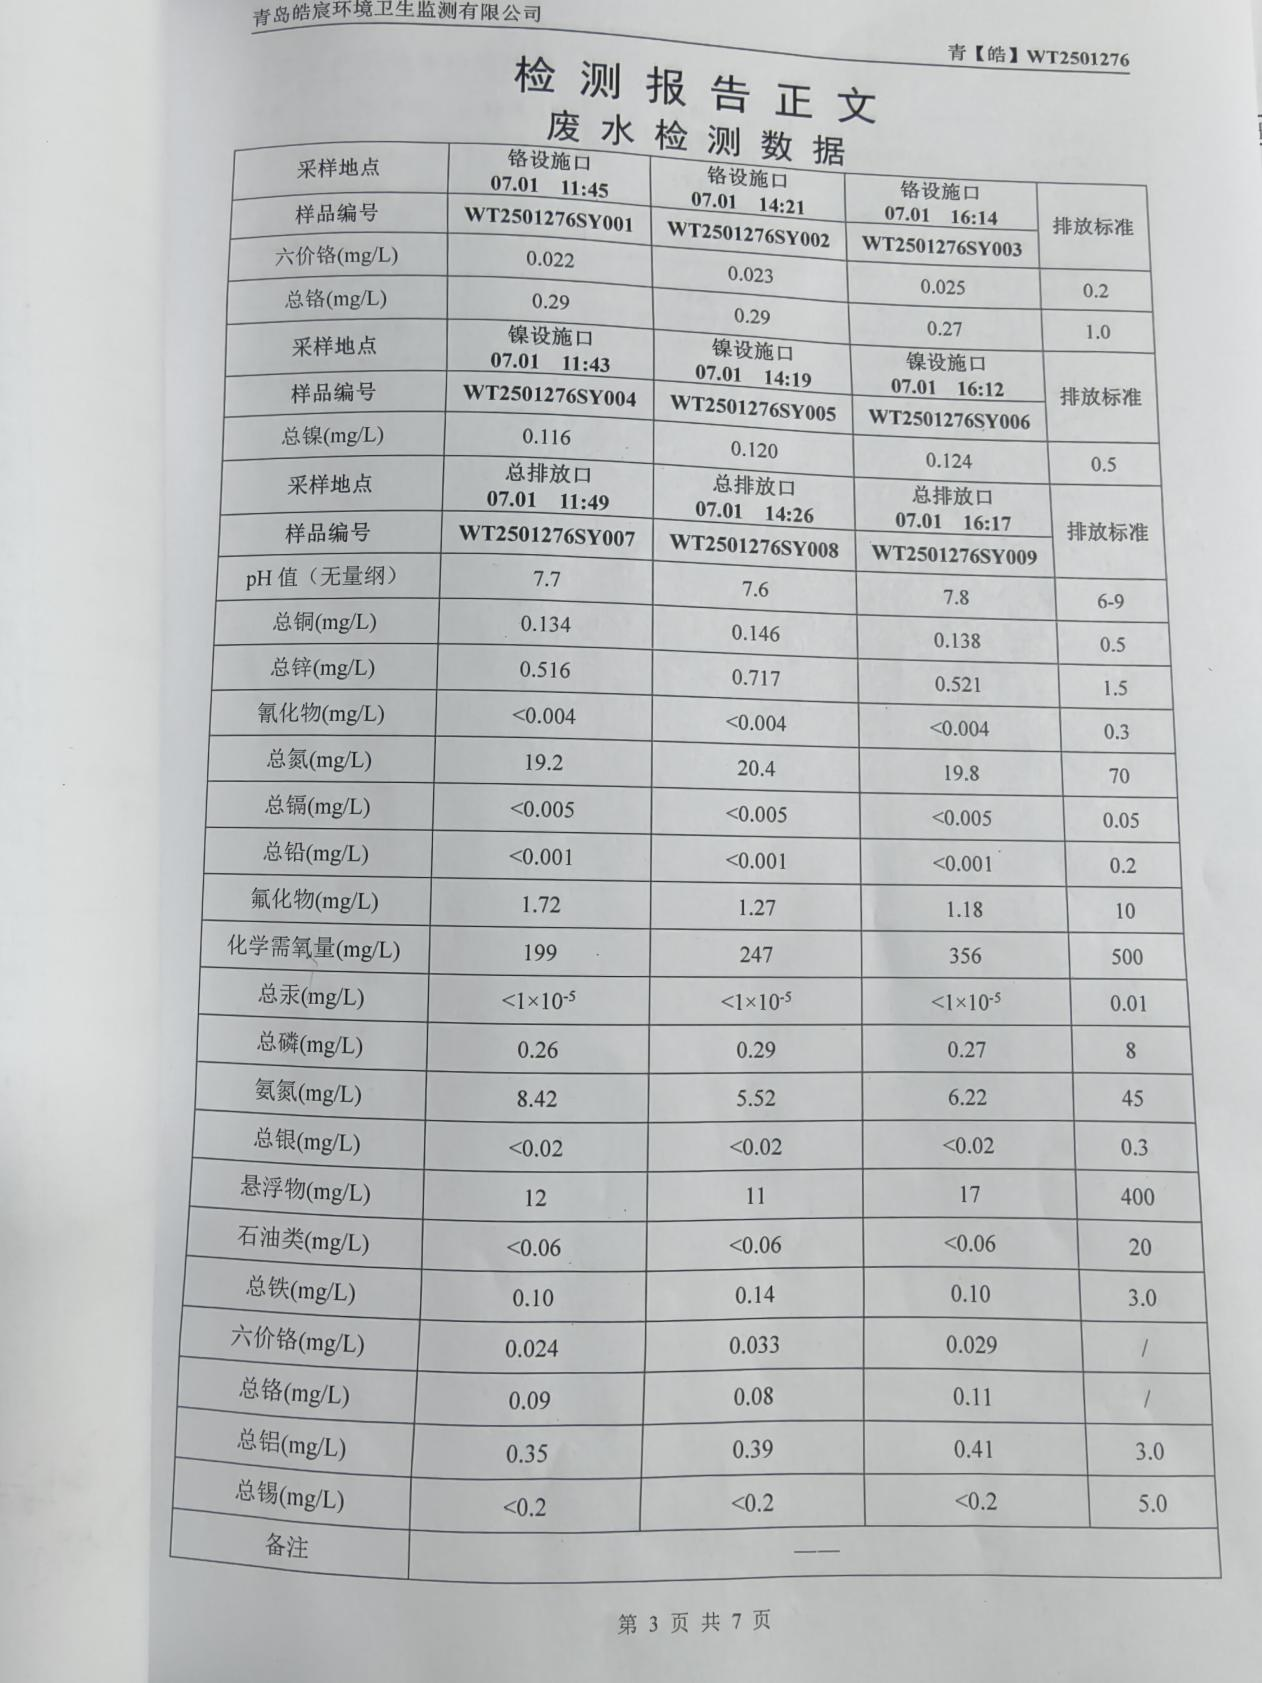 青岛皓宸环境卫生监测有限公司
青【皓】WT2501276
检测报告正文
废水检测数据
采样地点 铬设施口 07.01 11:45 铬设施口 07.01 14:21 铬设施口 07.01 16:14 排放标准
样品编号 WT2501276SY001 WT2501276SY002 WT2501276SY003
六价铬(mg/L) 0.022 0.023 0.025 0.2
总铬(mg/L) 0.29 0.29 0.27 1.0
采样地点 镍设施口 07.01 11:43 镍设施口 07.01 14:19 镍设施口 07.01 16:12 排放标准
样品编号 WT2501276SY004 WT2501276SY005 WT2501276SY006
总镍(mg/L) 0.116 0.120 0.124 0.5
采样地点 总排放口 07.01 11:49 总排放口 07.01 14:26 总排放口 07.01 16:17 排放标准
样品编号 WT2501276SY007 WT2501276SY008 WT2501276SY009
pH值（无量纲） 7.7 7.6 7.8 6-9
总铜(mg/L) 0.134 0.146 0.138 0.5
总锌(mg/L) 0.516 0.717 0.521 1.5
氰化物(mg/L) <0.004 <0.004 <0.004 0.3
总氮(mg/L) 19.2 20.4 19.8 70
总镉(mg/L) <0.005 <0.005 <0.005 0.05
总铅(mg/L) <0.001 <0.001 <0.001 0.2
氟化物(mg/L) 1.72 1.27 1.18 10
化学需氧量(mg/L) 199 247 356 500
总汞(mg/L) <1×10⁻⁵ <1×10⁻⁵ <1×10⁻⁵ 0.01
总磷(mg/L) 0.26 0.29 0.27 8
氨氮(mg/L) 8.42 5.52 6.22 45
总银(mg/L) <0.02 <0.02 <0.02 0.3
悬浮物(mg/L) 12 11 17 400
石油类(mg/L) <0.06 <0.06 <0.06 20
总铁(mg/L) 0.10 0.14 0.10 3.0
六价铬(mg/L) 0.024 0.033 0.029 /
总铬(mg/L) 0.09 0.08 0.11 /
总铝(mg/L) 0.35 0.39 0.41 3.0
总锡(mg/L) <0.2 <0.2 <0.2 5.0
备注 ——
第 3 页 共 7 页